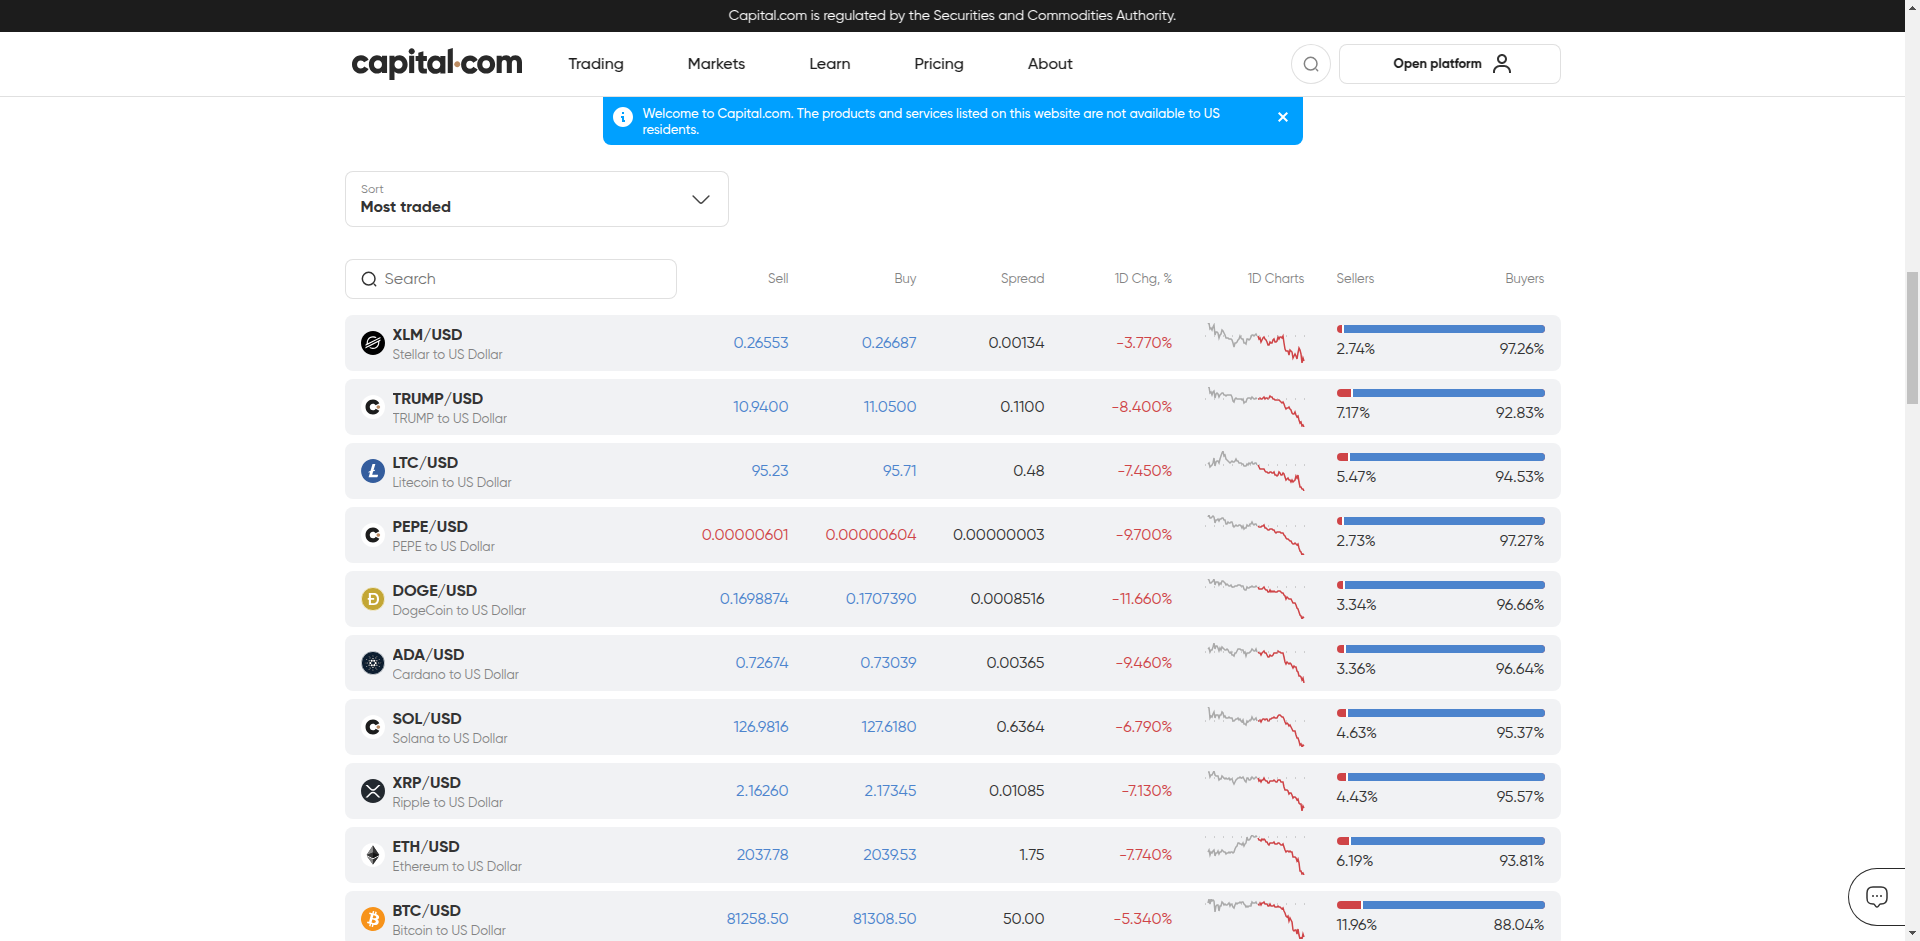 Capital.com is regulated by the Securities and Commodities Authority.
capital.com Trading Markets Learn Pricing About Open platform
Welcome to Capital.com. The products and services listed on this website are not available to US
residents.
Sort
Most traded
Search Sell Buy Spread 1D Chg, % 1D Charts Sellers Buyers
XLM/USD
Stellar to US Dollar
0.26553 0.26687 0.00134 -3.770% 2.74% 97.26%
TRUMP/USD
TRUMP to US Dollar
10.9400 11.0500 0.1100 -8.400% 7.17% 92.83%
LTC/USD
Litecoin to US Dollar
95.23 95.71 0.48 -7.450% 5.47% 94.53%
PEPE/USD
PEPE to US Dollar
0.00000601 0.00000604 0.00000003 -9.700% 2.73% 97.27%
DOGE/USD
DogeCoin to US Dollar
0.1698874 0.1707390 0.0008516 -11.660% 3.34% 96.66%
ADA/USD
Cardano to US Dollar
0.72674 0.73039 0.00365 -9.460% 3.36% 96.64%
SOL/USD
Solana to US Dollar
126.9816 127.6180 0.6364 -6.790% 4.63% 95.37%
XRP/USD
Ripple to US Dollar
2.16260 2.17345 0.01085 -7.130% 4.43% 95.57%
ETH/USD
Ethereum to US Dollar
2037.78 2039.53 1.75 -7.740% 6.19% 93.81%
BTC/USD
Bitcoin to US Dollar
81258.50 81308.50 50.00 -5.340% 11.96% 88.04%